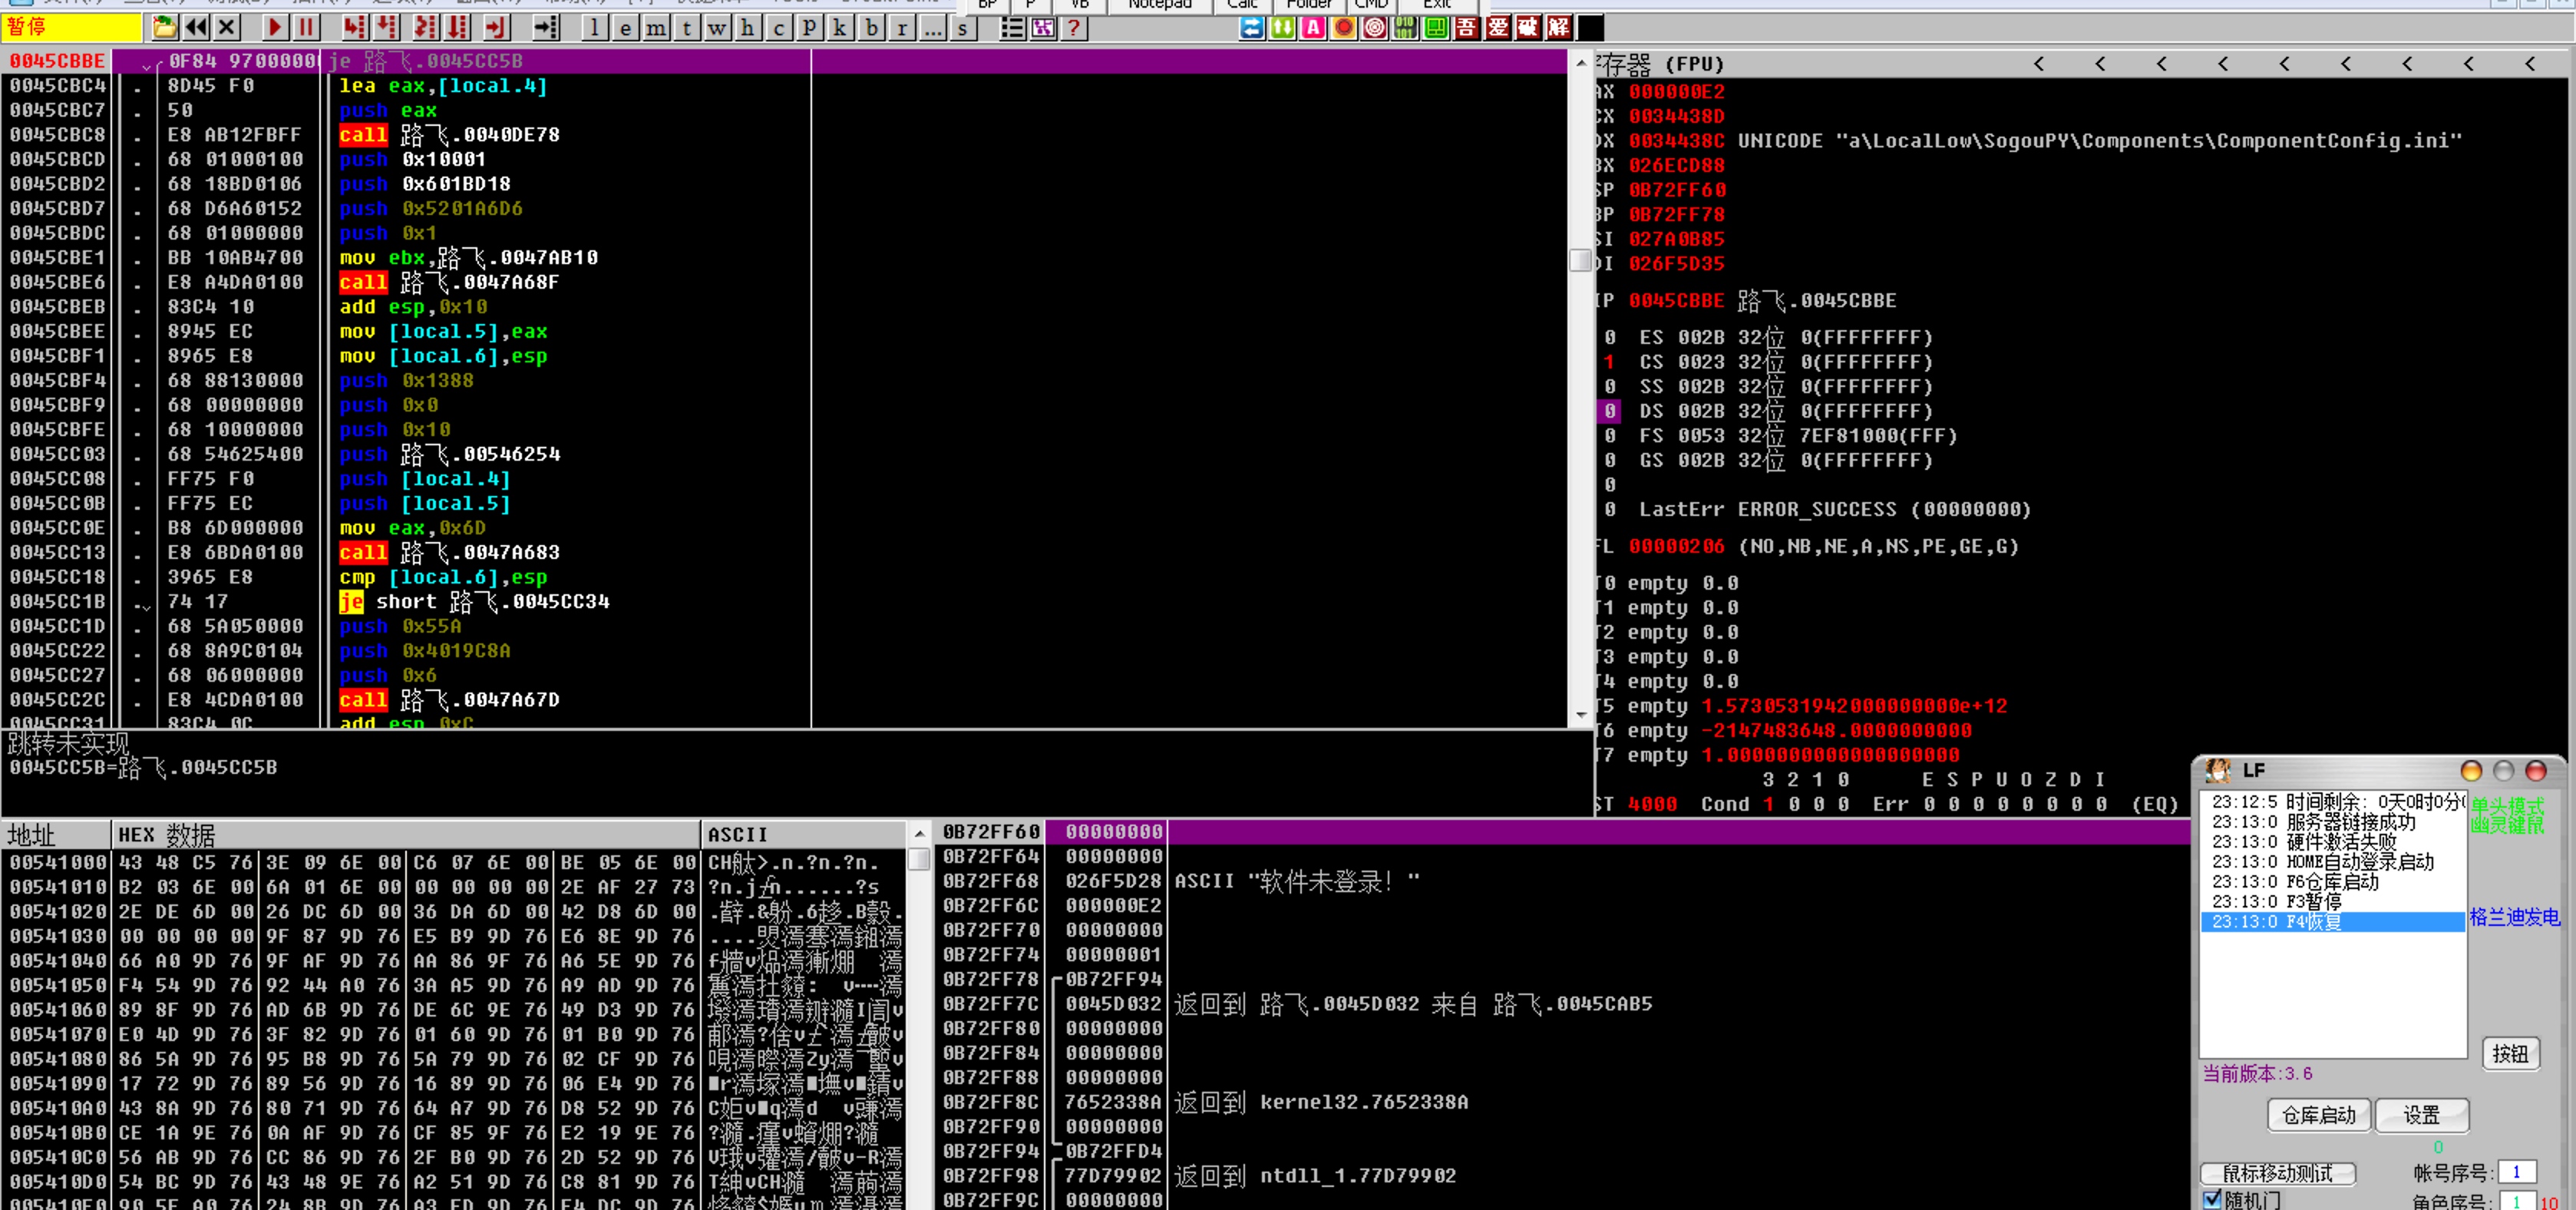 BP P VB Notepad Calc Folder CMD Exit
暂停 l e m t w h c P k b r ... s ? A 吾 爱 破 解
0045CBBE 0F84 9700000 je 路飞.0045CC5B
0045CBC4 . 8D45 F0 lea eax,[local.4]
0045CBC7 . 50 push eax
0045CBC8 . E8 AB12FBFF call 路飞.0040DE78
0045CBCD . 68 01000100 push 0x10001
0045CBD2 . 68 18BD0106 push 0x601BD18
0045CBD7 . 68 D6A60152 push 0x5201A6D6
0045CBDC . 68 01000000 push 0x1
0045CBE1 . BB 10AB4700 mov ebx,路飞.0047AB10
0045CBE6 . E8 A4DA0100 call 路飞.0047A68F
0045CBEB . 83C4 10 add esp,0x10
0045CBEE . 8945 EC mov [local.5],eax
0045CBF1 . 8965 E8 mov [local.6],esp
0045CBF4 . 68 88130000 push 0x1388
0045CBF9 . 68 00000000 push 0x0
0045CBFE . 68 10000000 push 0x10
0045CC03 . 68 54625400 push 路飞.00546254
0045CC08 . FF75 F0 push [local.4]
0045CC0B . FF75 EC push [local.5]
0045CC0E . B8 6D000000 mov eax,0x6D
0045CC13 . E8 6BDA0100 call 路飞.0047A683
0045CC18 . 3965 E8 cmp [local.6],esp
0045CC1B . 74 17 je short 路飞.0045CC34
0045CC1D . 68 5A050000 push 0x55A
0045CC22 . 68 8A9C0104 push 0x4019C8A
0045CC27 . 68 06000000 push 0x6
0045CC2C . E8 4CDA0100 call 路飞.0047A67D
0045CC31 . 83C4 0C add esp,0xC
跳转未实现
0045CC5B=路飞.0045CC5B
存器 (FPU) < < < < < < < < <
AX 000000E2
CX 0034438D
DX 0034438C UNICODE "a\LocalLow\SogouPY\Components\ComponentConfig.ini"
BX 026ECD88
SP 0B72FF60
BP 0B72FF78
SI 027A0B85
DI 026F5D35
IP 0045CBBE 路飞.0045CBBE
0 ES 002B 32位 0(FFFFFFFF)
1 CS 0023 32位 0(FFFFFFFF)
0 SS 002B 32位 0(FFFFFFFF)
0 DS 002B 32位 0(FFFFFFFF)
0 FS 0053 32位 7EF81000(FFF)
0 GS 002B 32位 0(FFFFFFFF)
0
0 LastErr ERROR_SUCCESS (00000000)
FL 00000206 (NO,NB,NE,A,NS,PE,GE,G)
T0 empty 0.0
T1 empty 0.0
T2 empty 0.0
T3 empty 0.0
T4 empty 0.0
T5 empty 1.5730531942000000000e+12
T6 empty -2147483648.0000000000
T7 empty 1.0000000000000000000
3 2 1 0 E S P U O Z D I
ST 4000 Cond 1 0 0 0 Err 0 0 0 0 0 0 0 0 (EQ)
地址 HEX 数据 ASCII
00541000 43 48 C5 76 3E 09 6E 00 C6 07 6E 00 BE 05 6E 00
00541010 B2 03 6E 00 6A 01 6E 00 00 00 00 00 2E AF 27 73
00541020 2E DE 6D 00 26 DC 6D 00 36 DA 6D 00 42 D8 6D 00
00541030 00 00 00 00 9F 87 9D 76 E5 B9 9D 76 E6 8E 9D 76
00541040 66 A0 9D 76 9F AF 9D 76 AA 86 9F 76 A6 5E 9D 76
00541050 F4 54 9D 76 92 44 A0 76 3A A5 9D 76 A9 AD 9D 76
00541060 89 8F 9D 76 AD 6B 9D 76 DE 6C 9E 76 49 D3 9D 76
00541070 E0 4D 9D 76 3F 82 9D 76 01 60 9D 76 01 B0 9D 76
00541080 86 5A 9D 76 95 B8 9D 76 5A 79 9D 76 02 CF 9D 76
00541090 17 72 9D 76 89 56 9D 76 16 89 9D 76 06 E4 9D 76
005410A0 43 8A 9D 76 80 71 9D 76 64 A7 9D 76 D8 52 9D 76
005410B0 CE 1A 9E 76 0A AF 9D 76 CF 85 9F 76 E2 19 9E 76
005410C0 56 AB 9D 76 CC 86 9D 76 2F B0 9D 76 2D 52 9D 76
005410D0 54 BC 9D 76 43 48 9E 76 A2 51 9D 76 C8 81 9D 76
0B72FF60 00000000
0B72FF64 00000000
0B72FF68 026F5D28 ASCII "软件未登录！"
0B72FF6C 000000E2
0B72FF70 00000000
0B72FF74 00000001
0B72FF78 0B72FF94
0B72FF7C 0045D032 返回到 路飞.0045D032 来自 路飞.0045CAB5
0B72FF80 00000000
0B72FF84 00000000
0B72FF88 00000000
0B72FF8C 7652338A 返回到 kernel32.7652338A
0B72FF90 00000000
0B72FF94 0B72FFD4
0B72FF98 77D79902 返回到 ntdll_1.77D79902
0B72FF9C 00000000
LF
23:12:5 时间剩余: 0天0时0分
23:13:0 服务器链接成功
23:13:0 硬件激活失败
23:13:0 HOME自动登录启动
23:13:0 F6仓库启动
23:13:0 F3暂停
23:13:0 F4恢复
单头模式
幽灵键鼠
格兰迪发电
按钮
当前版本:3.6
仓库启动 设置
0
鼠标移动测试 帐号序号: 1
随机门 角色序号: 1 10